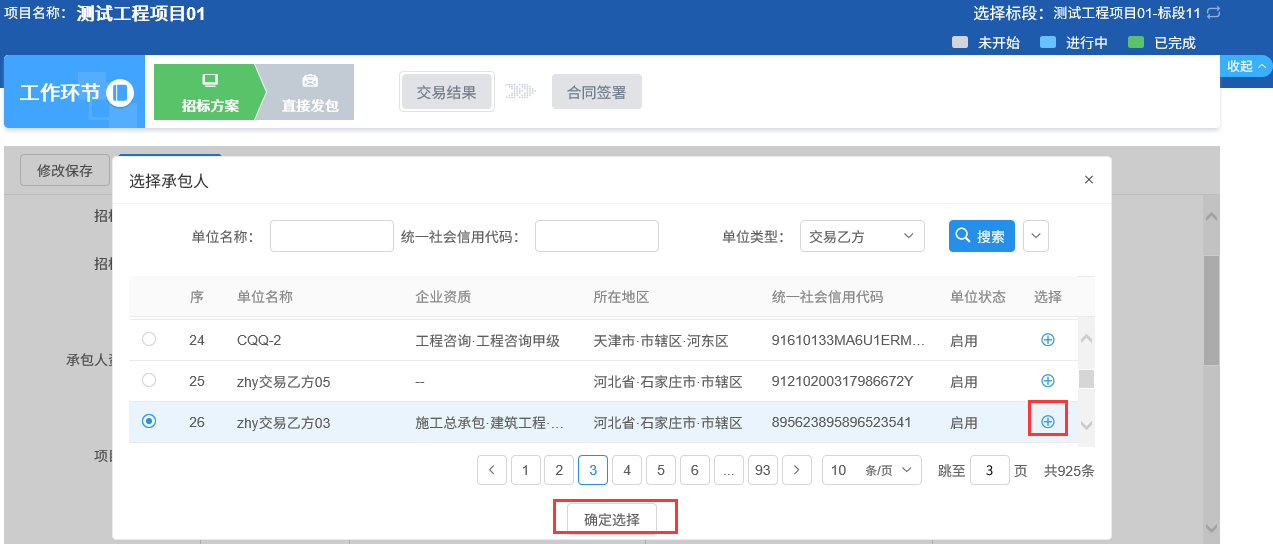 项目名称： 测试工程项目01 选择标段：测试工程项目01-标段11
未开始 进行中 已完成
收起
工作环节 招标方案 直接发包 交易结果 合同签署
修改保存
选择承包人 ×
招标
单位名称： 统一社会信用代码： 单位类型： 交易乙方 搜索
招标
序 单位名称 企业资质 所在地区 统一社会信用代码 单位状态 选择
24 CQQ-2 工程咨询·工程咨询甲级 天津市·市辖区·河东区 91610133MA6U1ERM... 启用
承包人
25 zhy交易乙方05 -- 河北省·石家庄市·市辖区 91210200317986672Y 启用
26 zhy交易乙方03 施工总承包·建筑工程·... 河北省·石家庄市·市辖区 895623895896523541 启用
项目
< 1 2 3 4 5 6 ... 93 > 10 条/页 跳至 3 页 共925条
确定选择